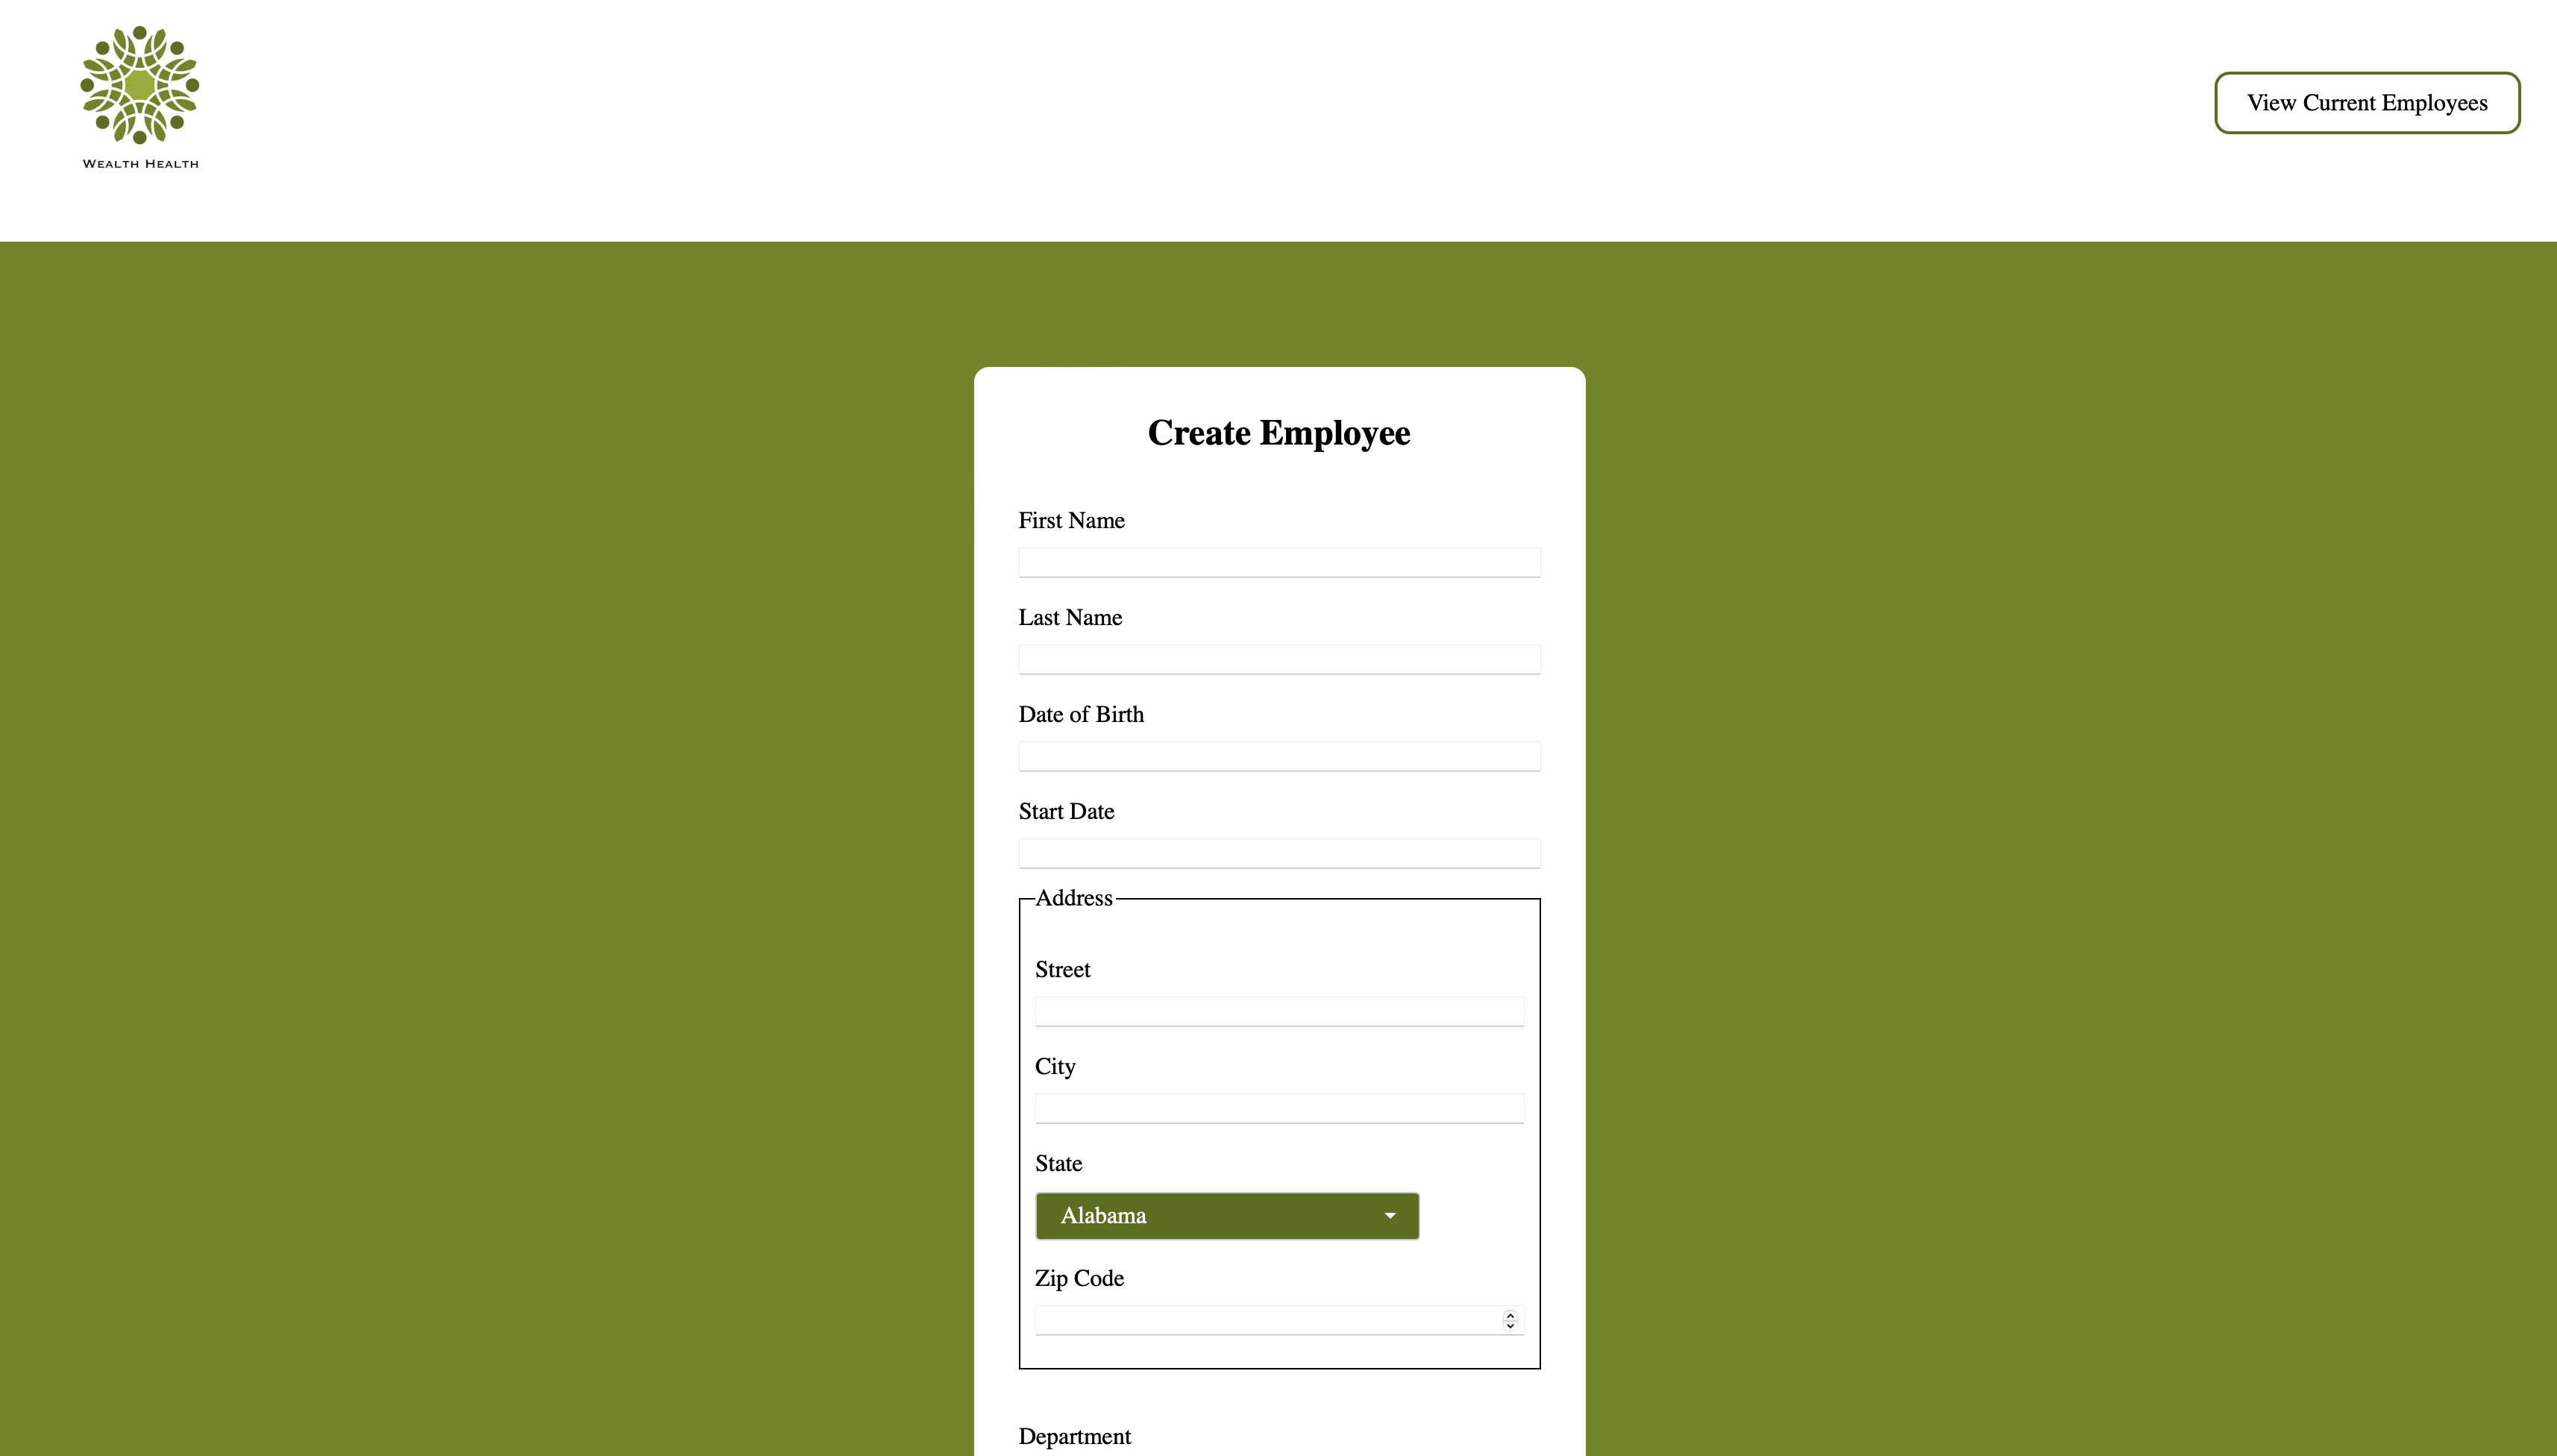 WEALTH HEALTH
View Current Employees
Create Employee
First Name
Last Name
Date of Birth
Start Date
Address
Street
City
State
Alabama
Zip Code
Department